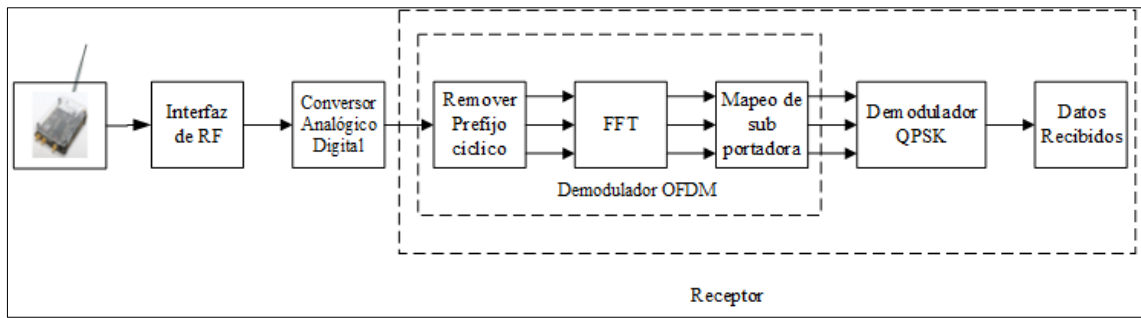 Interfaz
de RF
Conversor
Analógico
Digital
Remover
Prefijo
cíclico
FFT
Mapeo de
sub
portadora
Demodulador
QPSK
Datos
Recibidos
Demodulador OFDM
Receptor